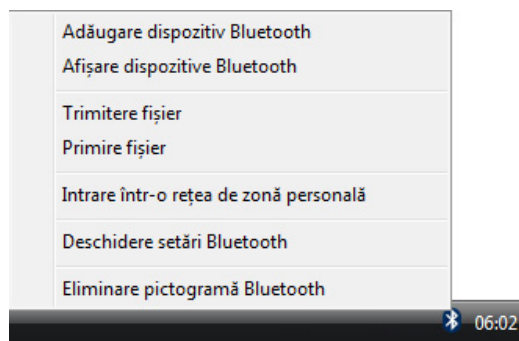 Adăugare dispozitiv Bluetooth
Afișare dispozitive Bluetooth
Trimitere fișier
Primire fișier
Intrare într-o rețea de zonă personală
Deschidere setări Bluetooth
Eliminare pictogramă Bluetooth
06:02